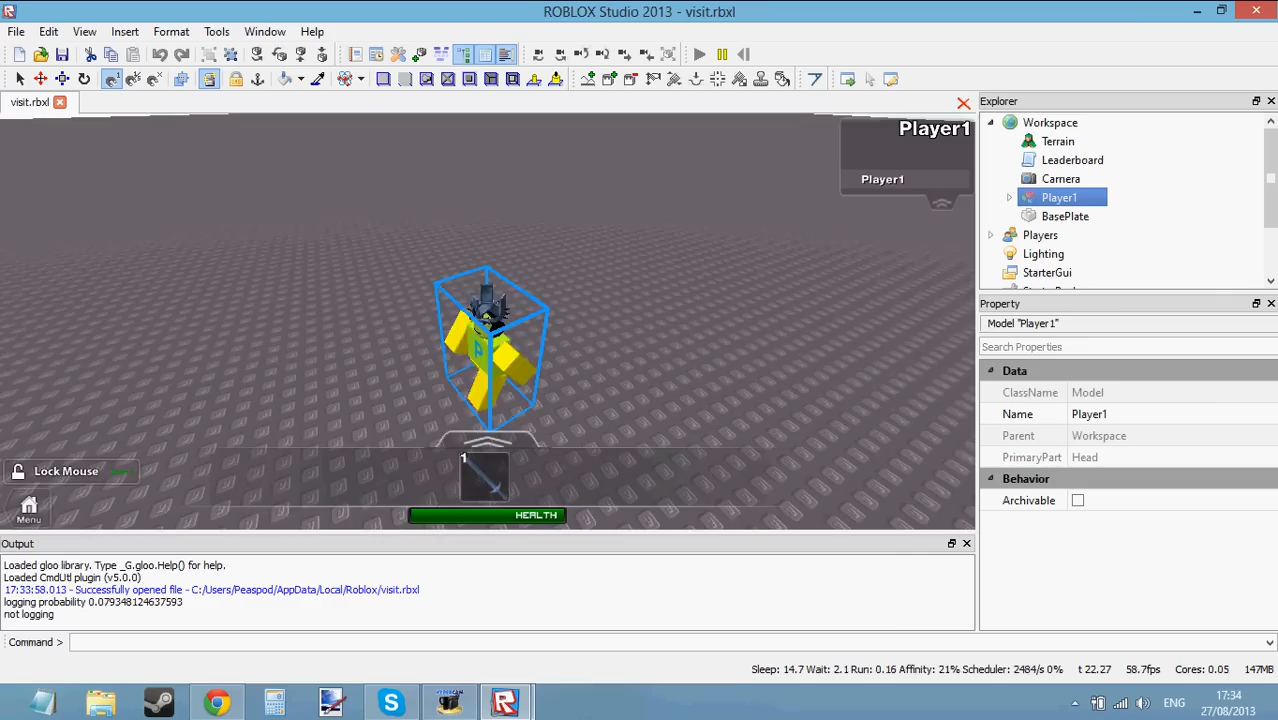 ROBLOX Studio 2013 - visit.rbxl
File Edit View Insert Format Tools Window Help
visit.rbxl
Player1
Player1
1
Lock Mouse
Menu
HEALTH
Explorer
Workspace
Terrain
Leaderboard
Camera
Player1
BasePlate
Players
Lighting
StarterGui
Property
Model "Player1"
Search Properties
Data
ClassName Model
Name Player1
Parent Workspace
PrimaryPart Head
Behavior
Archivable
Output
Loaded gloo library. Type _G.gloo.Help() for help.
Loaded CmdUtl plugin (v5.0.0)
17:33:58.013 - Successfully opened file - C:/Users/Peaspod/AppData/Local/Roblox/visit.rbxl
logging probability 0.079348124637593
not logging
Command >
Sleep: 14.7 Wait: 2.1 Run: 0.16 Affinity: 21% Scheduler: 2484/s 0% t 22.27 58.7fps Cores: 0.05 147MB
ENG
17:34
27/08/2013